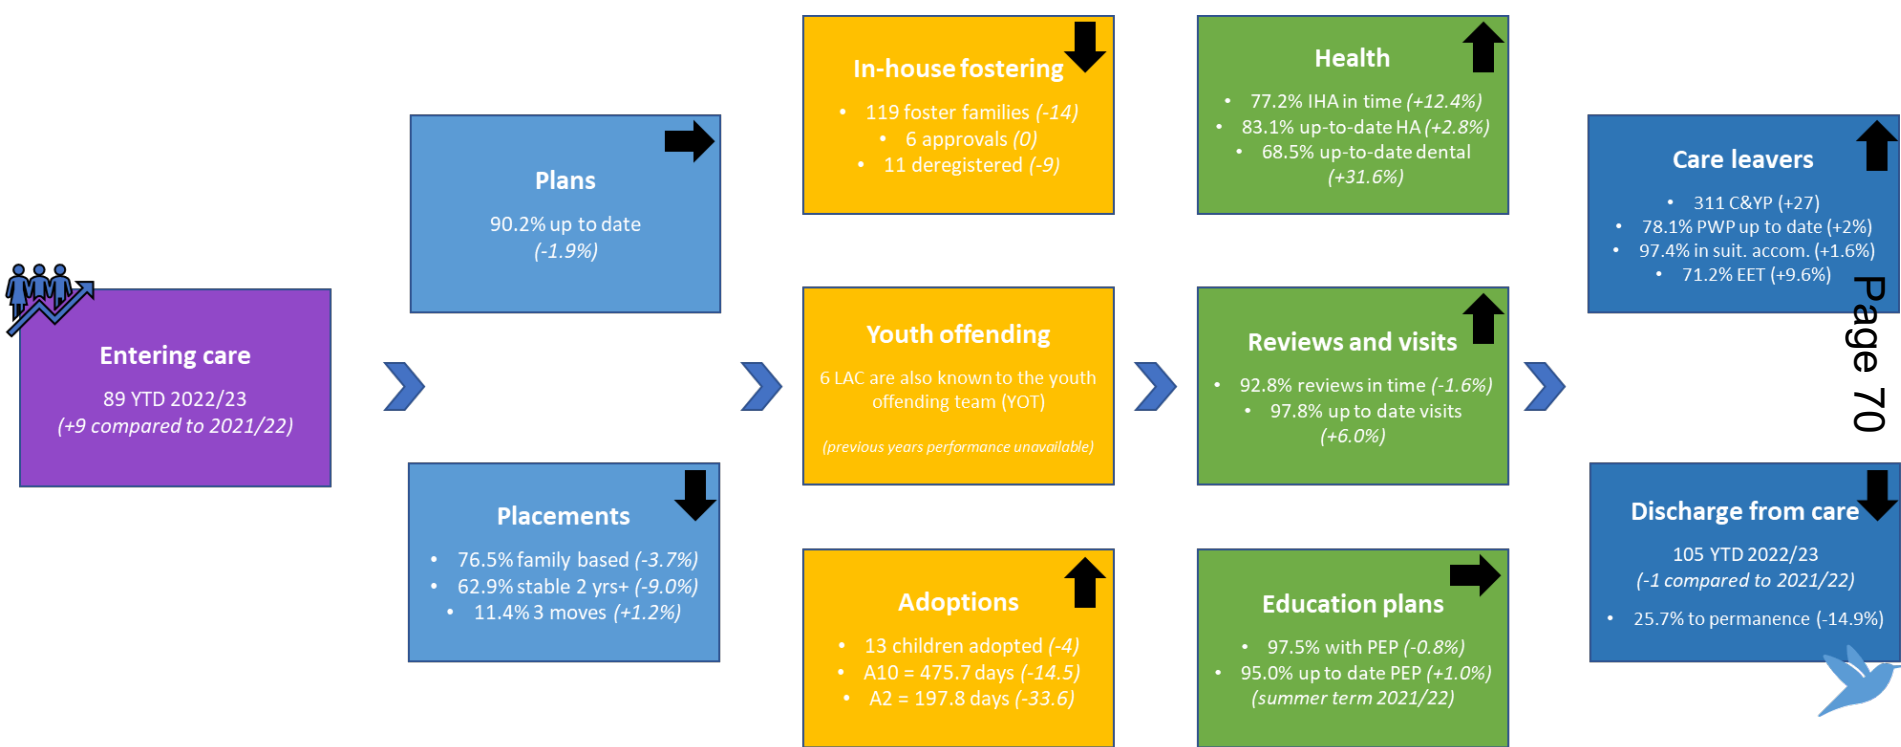 Entering care
89 YTD 2022/23
(+9 compared to 2021/22)
Plans
90.2% up to date
(-1.9%)
Placements
• 76.5% family based (-3.7%)
• 62.9% stable 2 yrs+ (-9.0%)
• 11.4% 3 moves (+1.2%)
In-house fostering
• 119 foster families (-14)
• 6 approvals (0)
• 11 deregistered (-9)
Youth offending
6 LAC are also known to the youth
offending team (YOT)
(previous years performance unavailable)
Adoptions
• 13 children adopted (-4)
• A10 = 475.7 days (-14.5)
• A2 = 197.8 days (-33.6)
Health
• 77.2% IHA in time (+12.4%)
• 83.1% up-to-date HA (+2.8%)
• 68.5% up-to-date dental
(+31.6%)
Reviews and visits
• 92.8% reviews in time (-1.6%)
• 97.8% up to date visits
(+6.0%)
Education plans
• 97.5% with PEP (-0.8%)
• 95.0% up to date PEP (+1.0%)
(summer term 2021/22)
Care leavers
• 311 C&YP (+27)
• 78.1% PWP up to date (+2%)
• 97.4% in suit. accom. (+1.6%)
• 71.2% EET (+9.6%)
Discharge from care
105 YTD 2022/23
(-1 compared to 2021/22)
• 25.7% to permanence (-14.9%)
Page 70